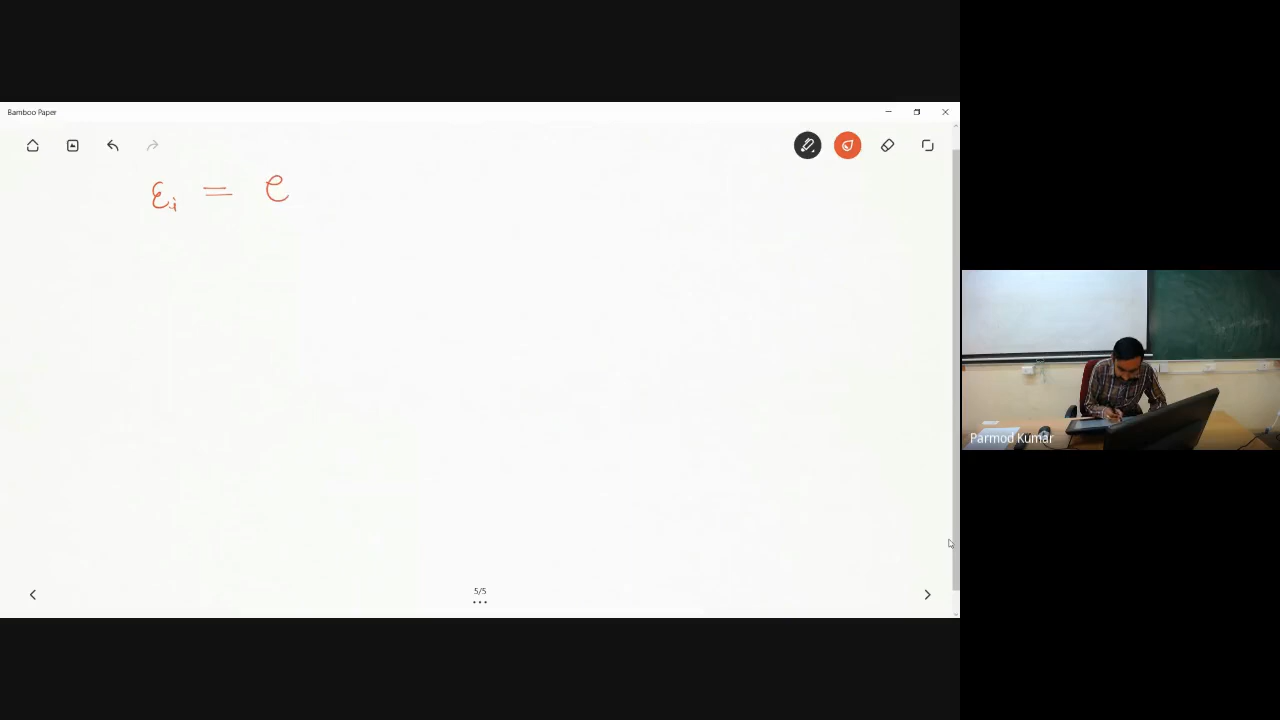 Bamboo Paper
εᵢ = e
Parmod Kumar
5/5